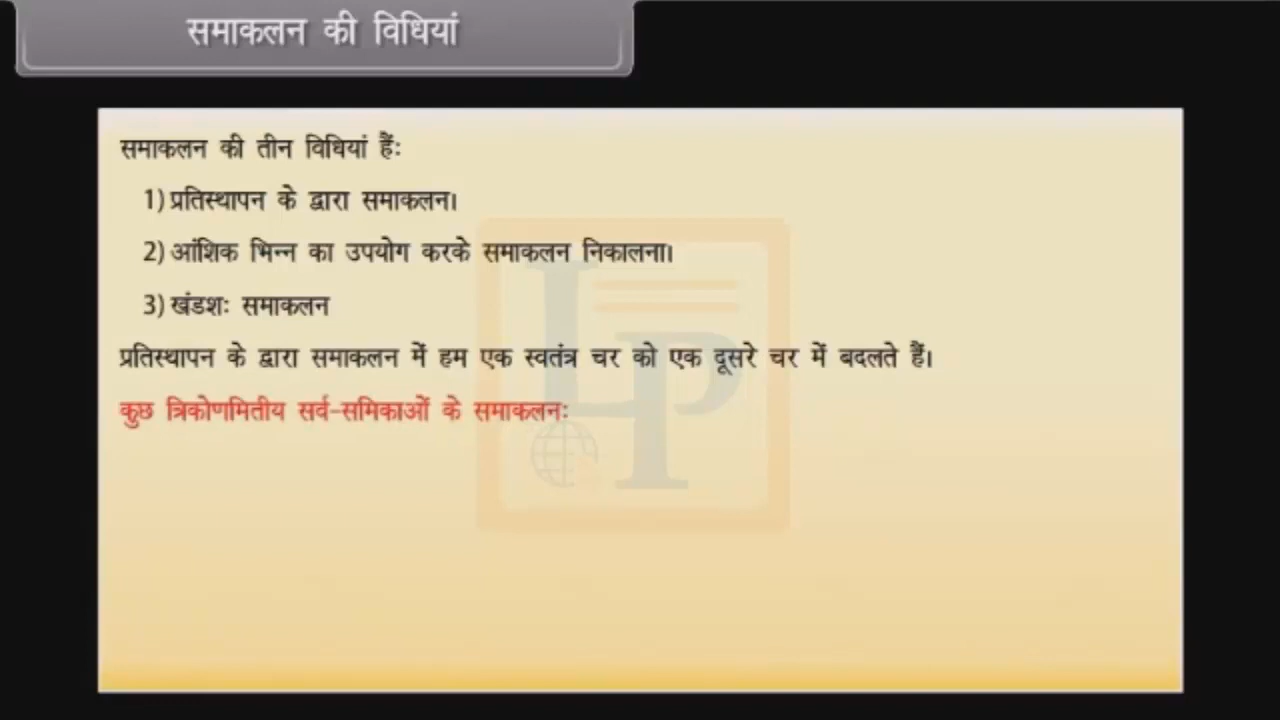 समाकलन की विधियां
समाकलन की तीन विधियां हैंः
1) प्रतिस्थापन के द्वारा समाकलन।
2) आंशिक भिन्न का उपयोग करके समाकलन निकालना।
3) खंडशः समाकलन
प्रतिस्थापन के द्वारा समाकलन में हम एक स्वतंत्र चर को एक दूसरे चर में बदलते हैं।
कुछ त्रिकोणमितीय सर्व-समिकाओं के समाकलनः
LP